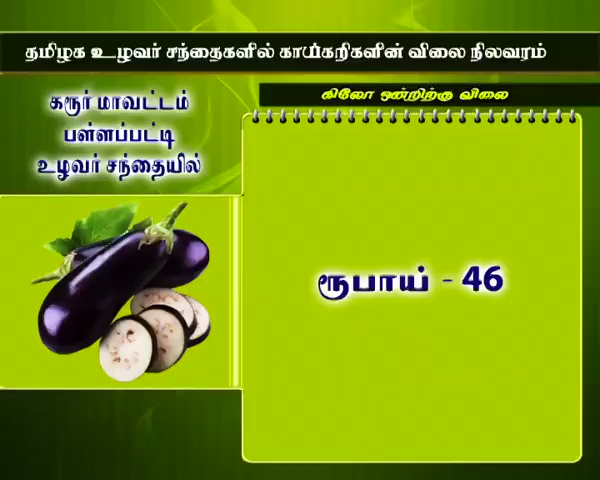 தமிழக உழவர் சந்தைகளில் காய்கறிகளின் விலை நிலவரம்
கிலோ ஒன்றிற்கு விலை
கரூர் மாவட்டம்
பள்ளப்பட்டி
உழவர் சந்தையில்
ரூபாய் - 46